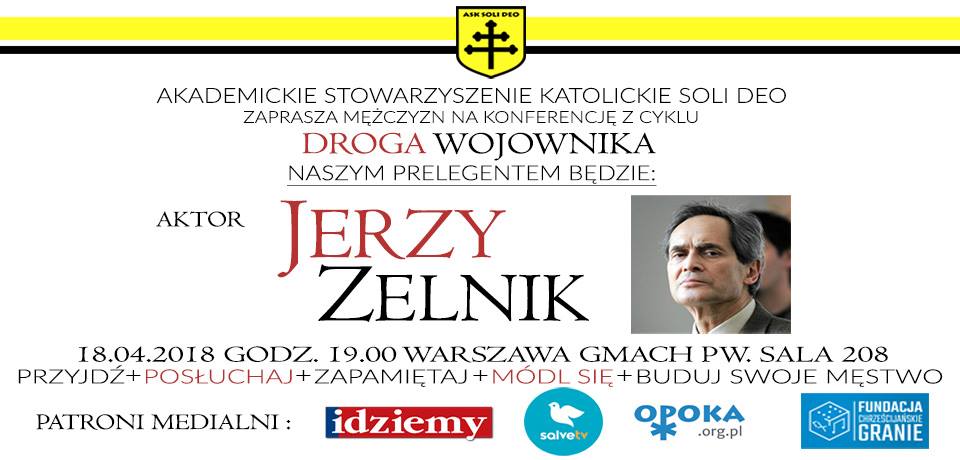 ASK SOLI DEO
AKADEMICKIE STOWARZYSZENIE KATOLICKIE SOLI DEO
ZAPRASZA MĘŻCZYZN NA KONFERENCJĘ Z CYKLU
DROGA WOJOWNIKA
NASZYM PRELEGENTEM BĘDZIE:
AKTOR JERZY
ZELNIK
18.04.2018 GODZ. 19.00 WARSZAWA GMACH PW. SALA 208
PRZYJDŹ+POSŁUCHAJ+ZAPAMIĘTAJ+MÓDL SIĘ+BUDUJ SWOJE MĘSTWO
PATRONI MEDIALNI :
idziemy
salvetv
OPOKA
.org.pl
FUNDACJA
CHRZEŚCIJAŃSKIE
GRANIE